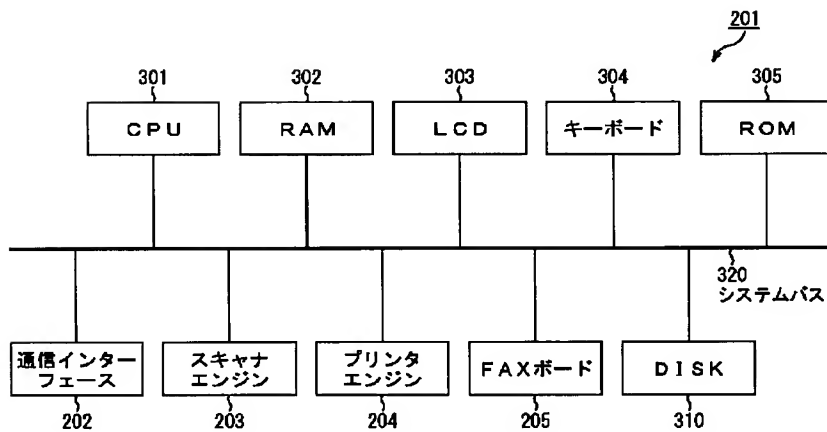 201
301 302 303 304 305
CPU RAM LCD キーボード ROM
320
システムバス
通信インター
フェース
スキャナ
エンジン
プリンタ
エンジン
FAXボード
DISK
202 203 204 205 310